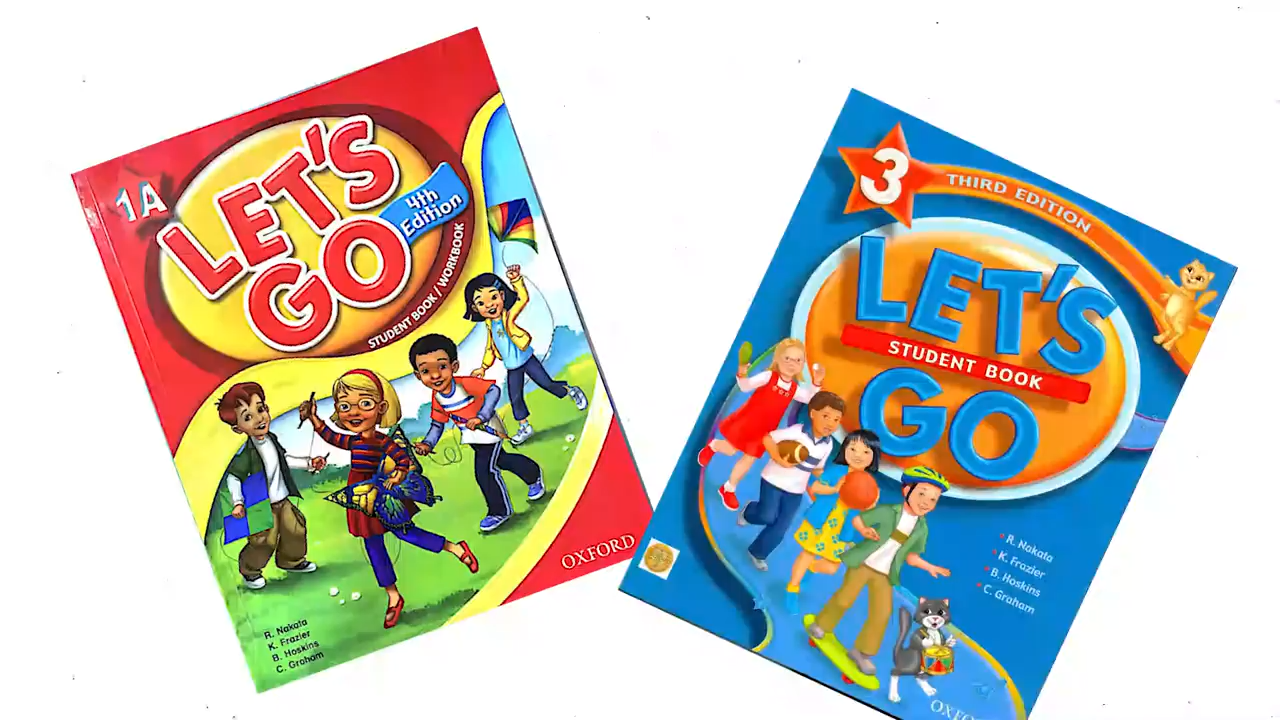 1A
LET'S
GO
4th
Edition
STUDENT BOOK / WORKBOOK
OXFORD
R. Nakata
K. Frazier
B. Hoskins
C. Graham
3
THIRD EDITION
LET'S
STUDENT BOOK
GO
R. Nakata
K. Frazier
B. Hoskins
C. Graham